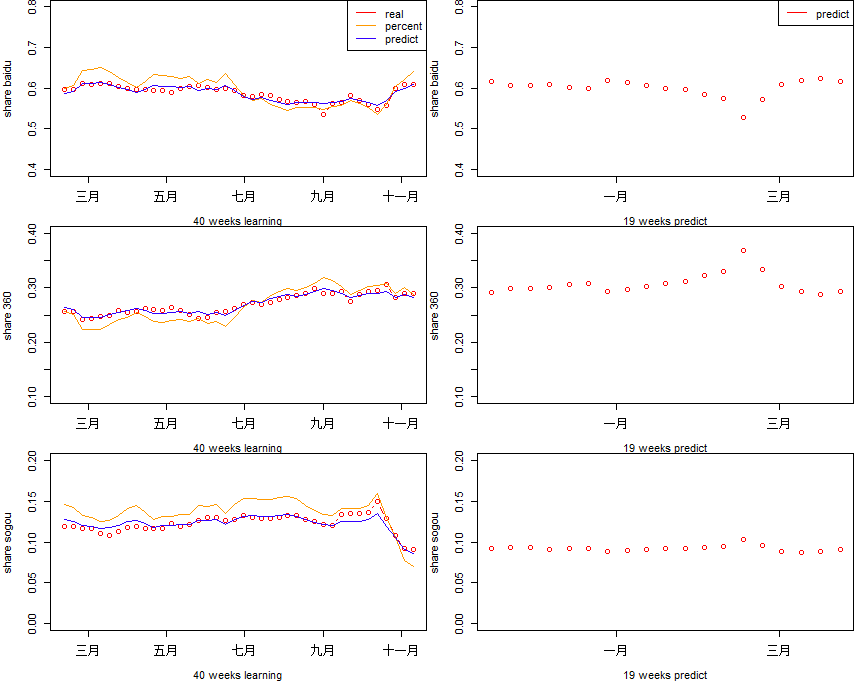 real
percent
predict
share baidu
0.8
0.7
0.6
0.5
0.4
三月 五月 七月 九月 十一月
40 weeks learning
predict
share baidu
0.8
0.7
0.6
0.5
0.4
一月 三月
19 weeks predict
share 360
0.40
0.30
0.20
0.10
三月 五月 七月 九月 十一月
40 weeks learning
share 360
0.40
0.30
0.20
0.10
一月 三月
19 weeks predict
share sogou
0.20
0.15
0.10
0.05
0.00
三月 五月 七月 九月 十一月
40 weeks learning
share sogou
0.20
0.15
0.10
0.05
0.00
一月 三月
19 weeks predict